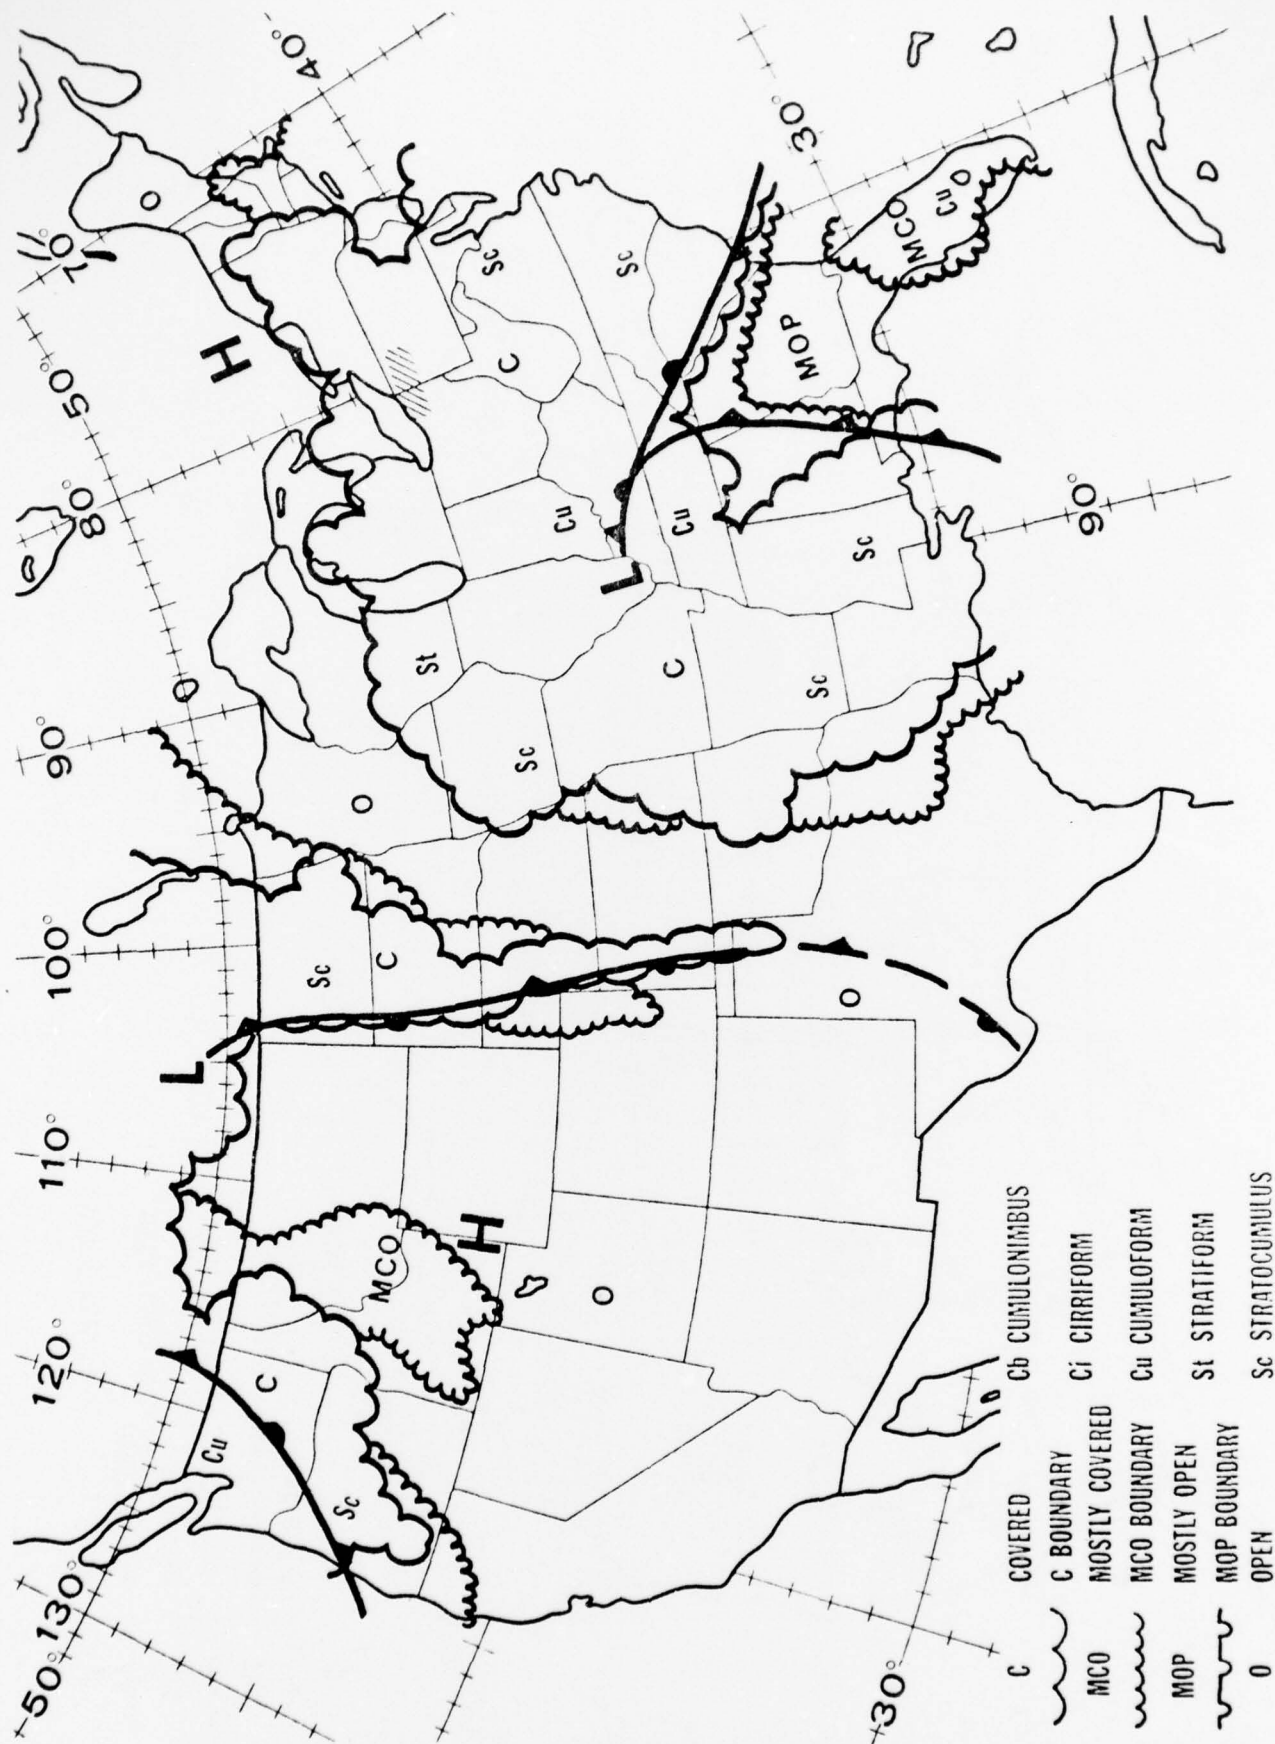 50°
130°
120°
110°
100°
90°
80°
50°
70°
40°
30°
90°
30°
L
H
H
L
Cu
C
Sc
MCO
O
Sc
C
O
O
Sc
St
C
Sc
Cu
Cu
Sc
C
Sc
Sc
O
MOP
MCO
Cu
C COVERED
C BOUNDARY
MCO MOSTLY COVERED
MCO BOUNDARY
MOP MOSTLY OPEN
MOP BOUNDARY
O OPEN
Cb CUMULONIMBUS
Ci CIRRIFORM
Cu CUMULOFORM
St STRATIFORM
Sc STRATOCUMULUS